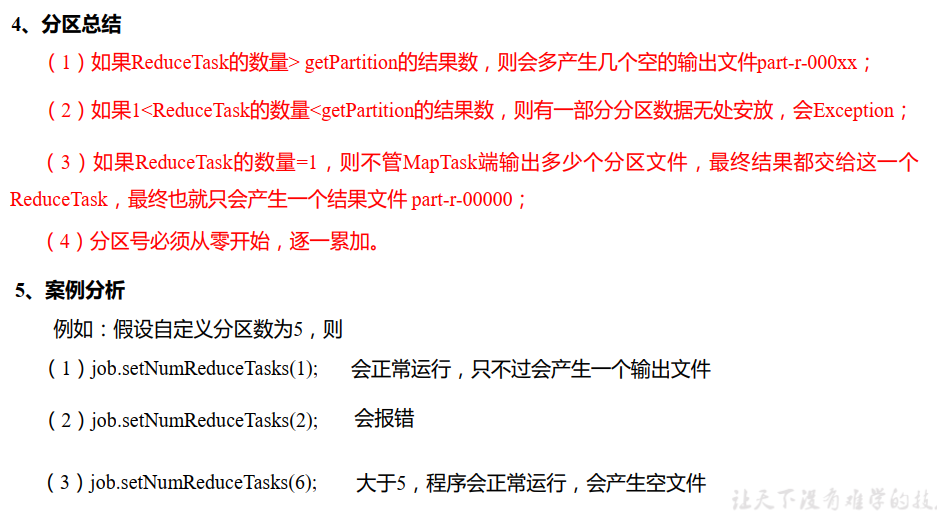 4、分区总结
（1）如果ReduceTask的数量> getPartition的结果数，则会多产生几个空的输出文件part-r-000xx；
（2）如果1<ReduceTask的数量<getPartition的结果数，则有一部分分区数据无处安放，会Exception；
（3）如果ReduceTask的数量=1，则不管MapTask端输出多少个分区文件，最终结果都交给这一个
ReduceTask，最终也就只会产生一个结果文件 part-r-00000；
（4）分区号必须从零开始，逐一累加。
5、案例分析
例如：假设自定义分区数为5，则
（1）job.setNumReduceTasks(1); 会正常运行，只不过会产生一个输出文件
（2）job.setNumReduceTasks(2); 会报错
（3）job.setNumReduceTasks(6); 大于5，程序会正常运行，会产生空文件
让天下没有难学的技